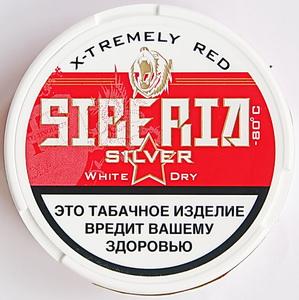 X-TREMELY RED
SIBERIA
-80°C
SILVER
WHITE DRY
ЭТО ТАБАЧНОЕ ИЗДЕЛИЕ
ВРЕДИТ ВАШЕМУ
ЗДОРОВЬЮ